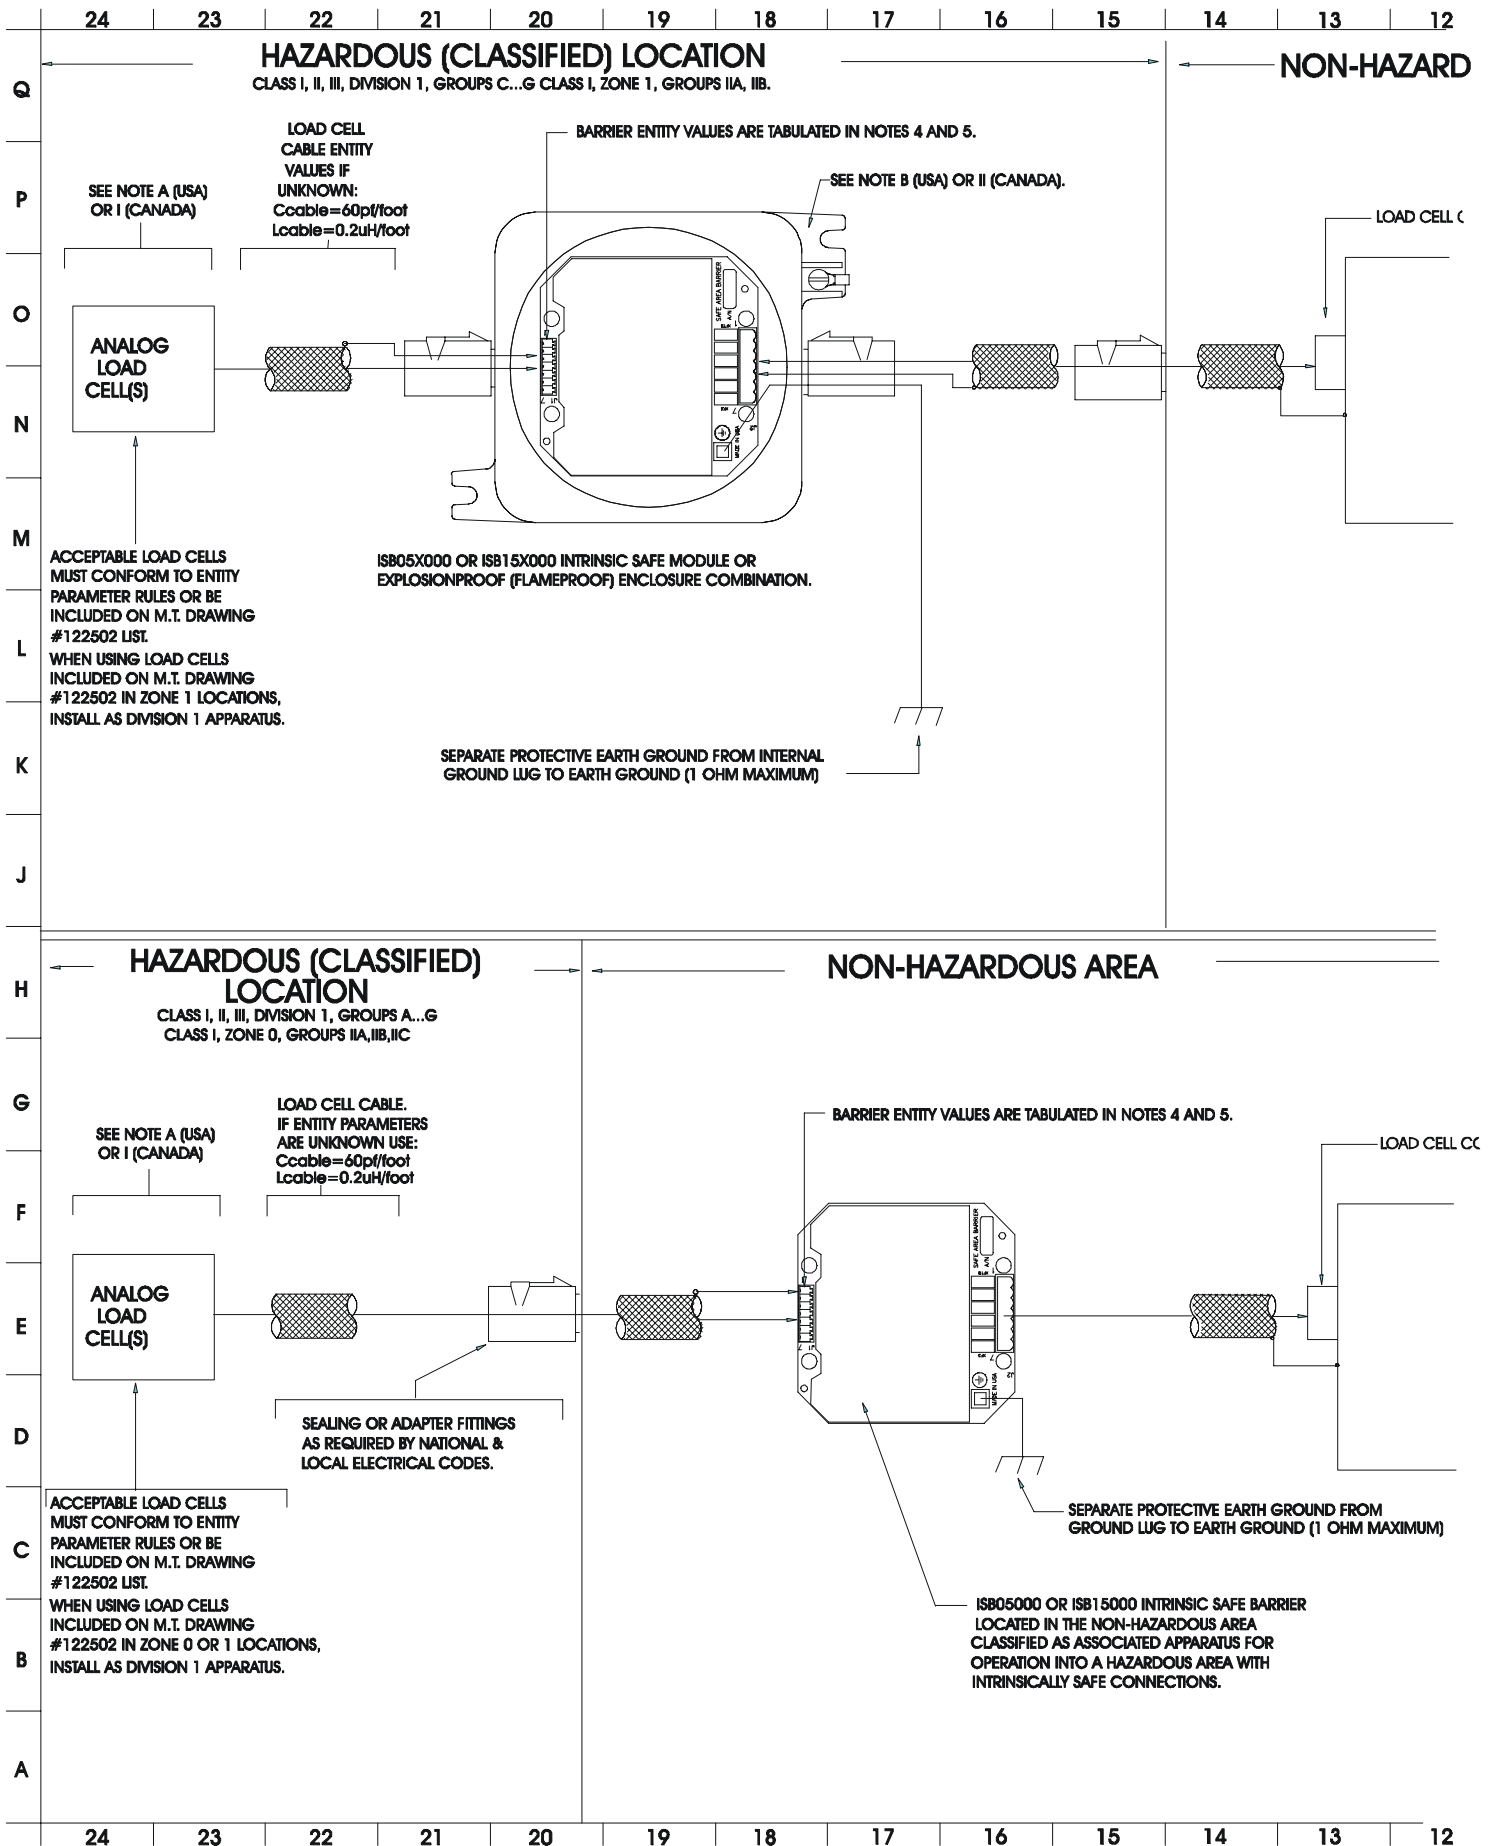 24 23 22 21 20 19 18 17 16 15 14 13 12
HAZARDOUS (CLASSIFIED) LOCATION
CLASS I, II, III, DIVISION 1, GROUPS C...G CLASS I, ZONE 1, GROUPS IIA, IIB.
NON-HAZARD
Q
P
O
N
M
L
K
J
LOAD CELL
CABLE ENTITY
VALUES IF
UNKNOWN:
Ccable=60pf/foot
Lcable=0.2uH/foot
BARRIER ENTITY VALUES ARE TABULATED IN NOTES 4 AND 5.
SEE NOTE A (USA)
OR I (CANADA)
SEE NOTE B (USA) OR II (CANADA).
LOAD CELL
ANALOG
LOAD
CELL(S)
SAFE AREA BARRIER
A/N
MADE IN USA
ACCEPTABLE LOAD CELLS
MUST CONFORM TO ENTITY
PARAMETER RULES OR BE
INCLUDED ON M.T. DRAWING
#122502 LIST.
WHEN USING LOAD CELLS
INCLUDED ON M.T. DRAWING
#122502 IN ZONE 1 LOCATIONS,
INSTALL AS DIVISION 1 APPARATUS.
ISB05X000 OR ISB15X000 INTRINSIC SAFE MODULE OR
EXPLOSIONPROOF (FLAMEPROOF) ENCLOSURE COMBINATION.
SEPARATE PROTECTIVE EARTH GROUND FROM INTERNAL
GROUND LUG TO EARTH GROUND (1 OHM MAXIMUM)
H
G
F
E
D
C
B
A
HAZARDOUS (CLASSIFIED)
LOCATION
CLASS I, II, III, DIVISION 1, GROUPS A...G
CLASS I, ZONE 0, GROUPS IIA,IIB,IIC
NON-HAZARDOUS AREA
SEE NOTE A (USA)
OR I (CANADA)
LOAD CELL CABLE.
IF ENTITY PARAMETERS
ARE UNKNOWN USE:
Ccable=60pf/foot
Lcable=0.2uH/foot
BARRIER ENTITY VALUES ARE TABULATED IN NOTES 4 AND 5.
LOAD CELL CC
ANALOG
LOAD
CELL(S)
SAFE AREA BARRIER
A/N
MADE IN USA
SEALING OR ADAPTER FITTINGS
AS REQUIRED BY NATIONAL &
LOCAL ELECTRICAL CODES.
ACCEPTABLE LOAD CELLS
MUST CONFORM TO ENTITY
PARAMETER RULES OR BE
INCLUDED ON M.T. DRAWING
#122502 LIST.
WHEN USING LOAD CELLS
INCLUDED ON M.T. DRAWING
#122502 IN ZONE 0 OR 1 LOCATIONS,
INSTALL AS DIVISION 1 APPARATUS.
SEPARATE PROTECTIVE EARTH GROUND FROM
GROUND LUG TO EARTH GROUND (1 OHM MAXIMUM)
ISB05000 OR ISB15000 INTRINSIC SAFE BARRIER
LOCATED IN THE NON-HAZARDOUS AREA
CLASSIFIED AS ASSOCIATED APPARATUS FOR
OPERATION INTO A HAZARDOUS AREA WITH
INTRINSICALLY SAFE CONNECTIONS.
24 23 22 21 20 19 18 17 16 15 14 13 12